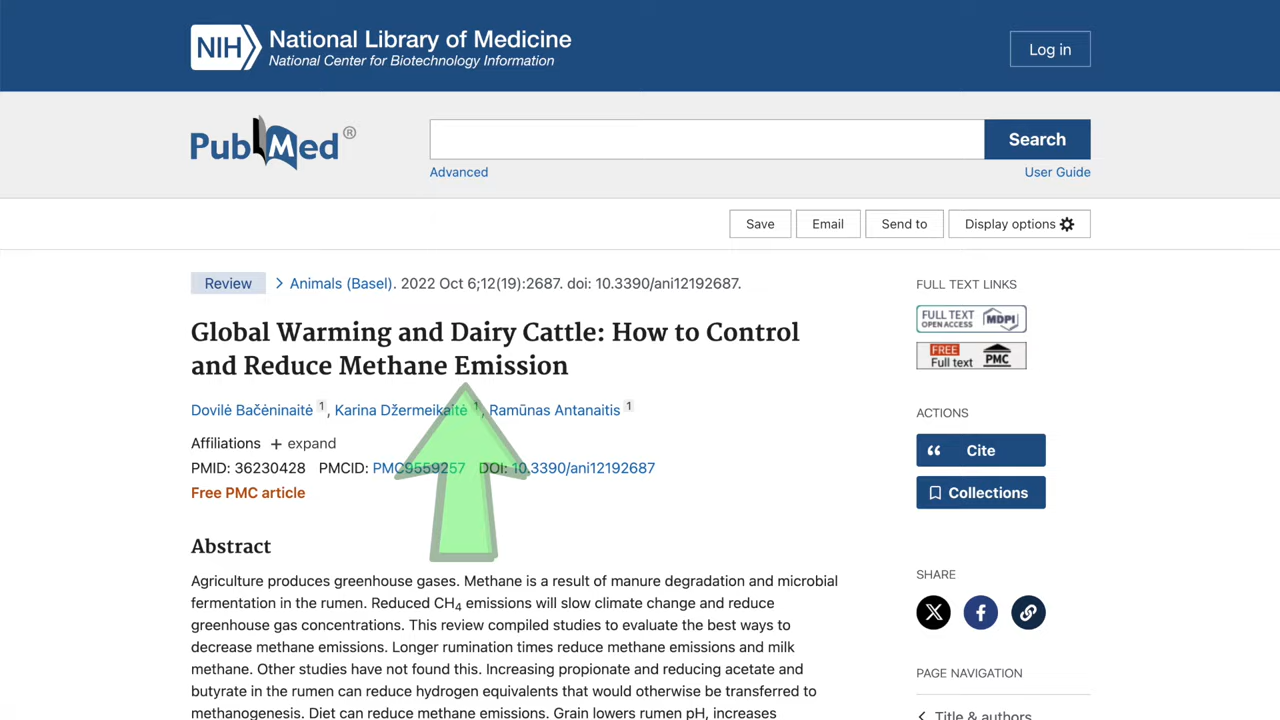 NIH National Library of Medicine
National Center for Biotechnology Information
Log in
PubMed®
Search
Advanced
User Guide
Save
Email
Send to
Display options
Review
Animals (Basel). 2022 Oct 6;12(19):2687. doi: 10.3390/ani12192687.
Global Warming and Dairy Cattle: How to Control
and Reduce Methane Emission
Dovilė Bačėninaitė 1, Karina Džermeikaitė 1, Ramūnas Antanaitis 1
Affiliations + expand
PMID: 36230428 PMCID: PMC9559257 DOI: 10.3390/ani12192687
Free PMC article
Abstract
Agriculture produces greenhouse gases. Methane is a result of manure degradation and microbial
fermentation in the rumen. Reduced CH4 emissions will slow climate change and reduce
greenhouse gas concentrations. This review compiled studies to evaluate the best ways to
decrease methane emissions. Longer rumination times reduce methane emissions and milk
methane. Other studies have not found this. Increasing propionate and reducing acetate and
butyrate in the rumen can reduce hydrogen equivalents that would otherwise be transferred to
methanogenesis. Diet can reduce methane emissions. Grain lowers rumen pH, increases
FULL TEXT LINKS
FULL TEXT
OPEN ACCESS
MDPI
FREE
Full text
PMC
ACTIONS
Cite
Collections
SHARE
PAGE NAVIGATION
Title & authors